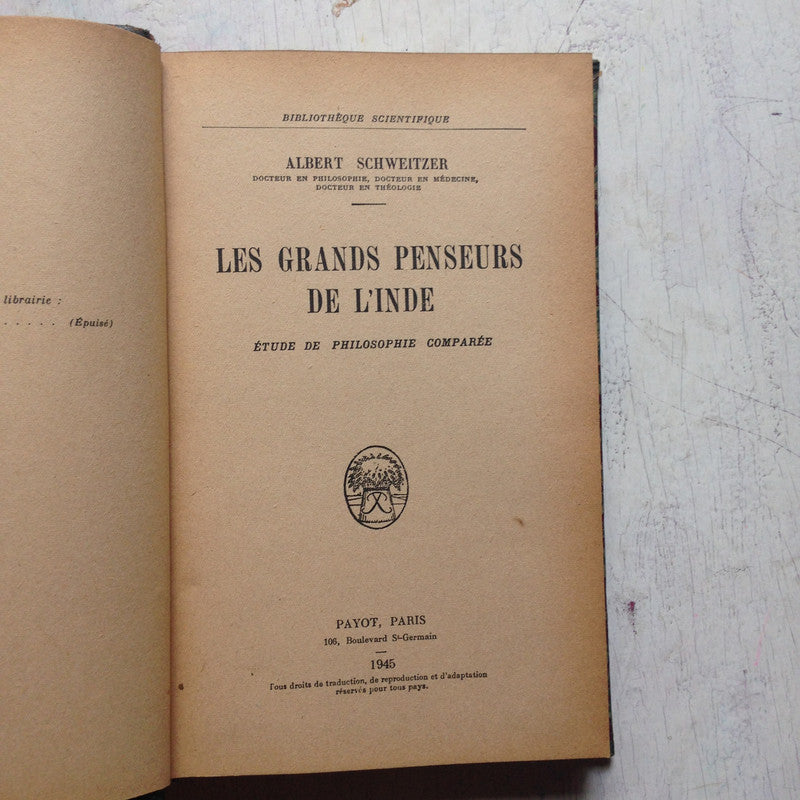 librairie :
. . . . . (Épuisé)
BIBLIOTHÈQUE SCIENTIFIQUE
ALBERT SCHWEITZER
DOCTEUR EN PHILOSOPHIE, DOCTEUR EN MÉDECINE,
DOCTEUR EN THÉOLOGIE
LES GRANDS PENSEURS
DE L'INDE
ÉTUDE DE PHILOSOPHIE COMPARÉE
PAYOT, PARIS
106, Boulevard St-Germain
1945
Tous droits de traduction, de reproduction et d'adaptation
réservés pour tous pays.